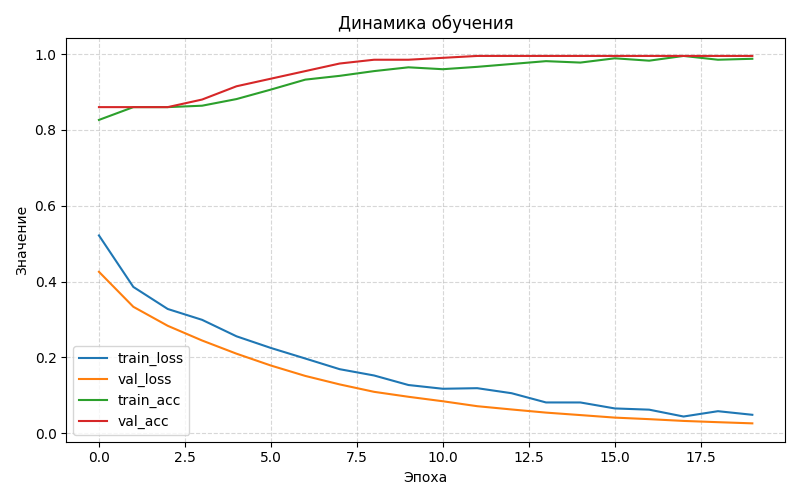 Динамика обучения
1.0
0.8
0.6
0.4
0.2
0.0
Значение
train_loss
val_loss
train_acc
val_acc
0.0 2.5 5.0 7.5 10.0 12.5 15.0 17.5
Эпоха